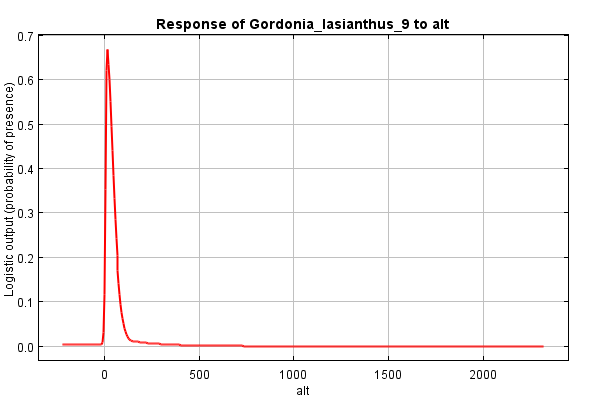 Response of Gordonia_lasianthus_9 to alt
Logistic output (probability of presence)
0.7
0.6
0.5
0.4
0.3
0.2
0.1
0.0
0 500 1000 1500 2000
alt